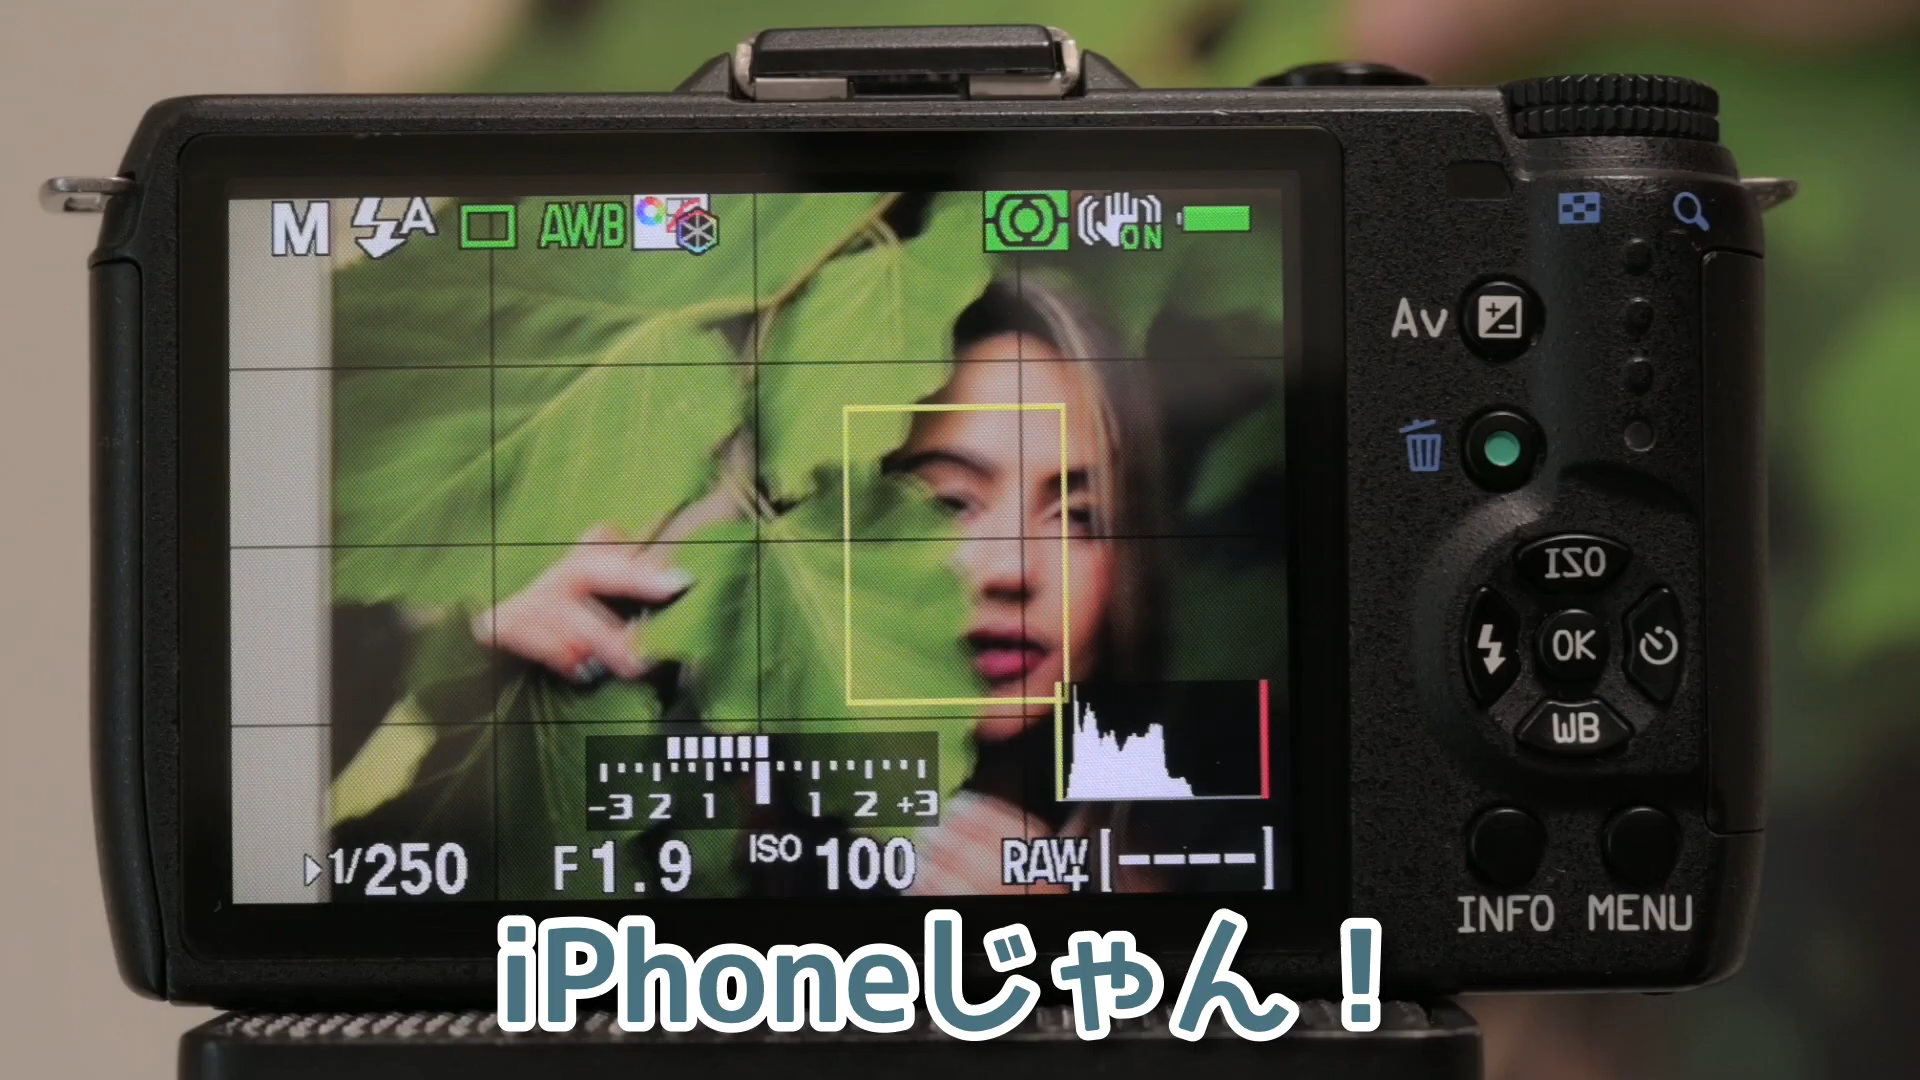 M A AWB ON
Av
-3 2 1 1 2 +3
1/250 F1.9 ISO 100 RAW+ [----]
ISO
OK
WB
INFO MENU
iPhoneじゃん！